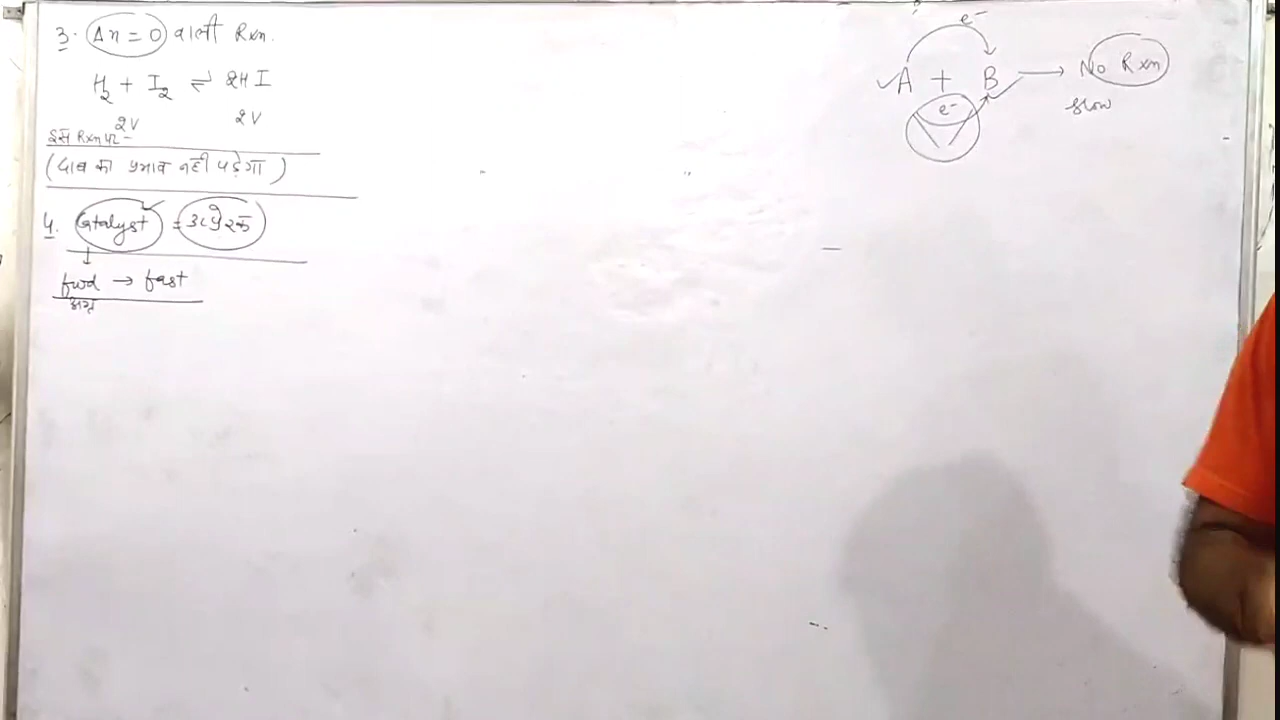 3. Δn = 0 वाली Rxn.
H2 + I2 ⇌ 2HI
2V 2V
इस Rxn पर -
(दाब का प्रभाव नहीं पड़ेगा)
4. Catalyst = उत्प्रेरक
↓
fwd → fast
अग्र
e-
A + B → No Rxn
e- slow